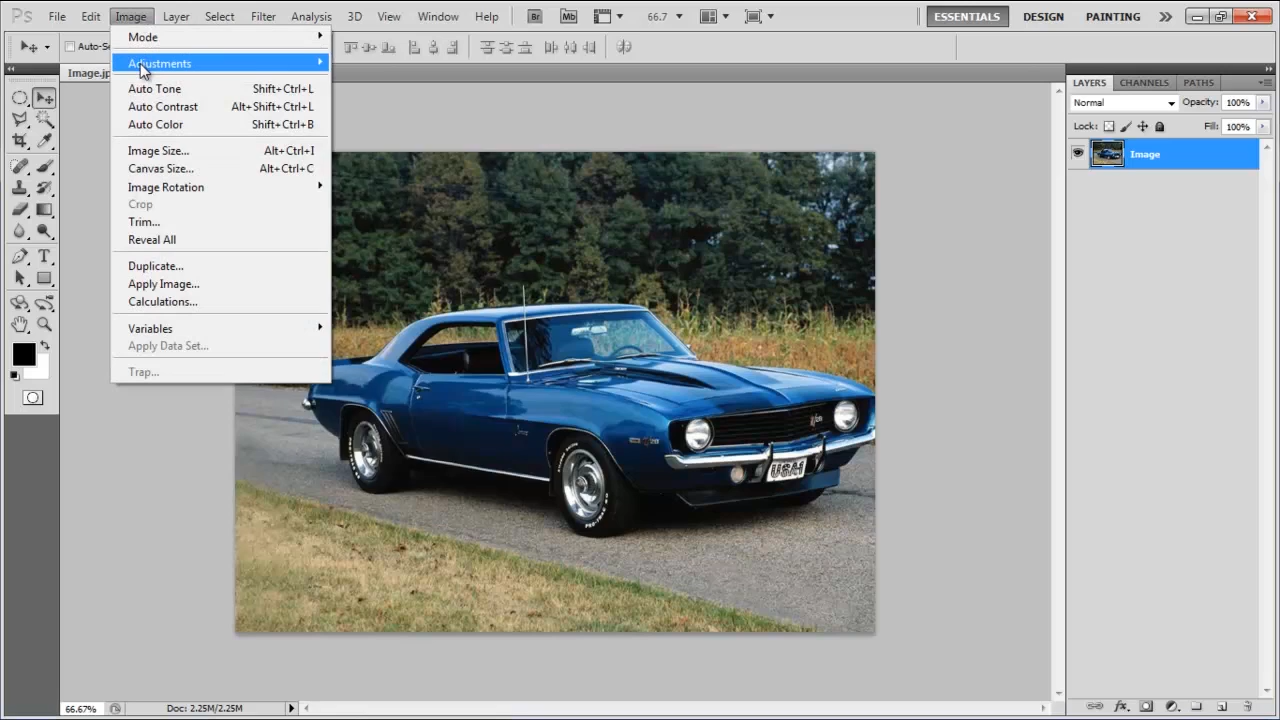 Ps File Edit Image Layer Select Filter Analysis 3D View Window Help Br Mb 66.7 ESSENTIALS DESIGN PAINTING
Auto-Se
Image.jp
Mode
Adjustments
Auto Tone Shift+Ctrl+L
Auto Contrast Alt+Shift+Ctrl+L
Auto Color Shift+Ctrl+B
Image Size... Alt+Ctrl+I
Canvas Size... Alt+Ctrl+C
Image Rotation
Crop
Trim...
Reveal All
Duplicate...
Apply Image...
Calculations...
Variables
Apply Data Set...
Trap...
USA1
LAYERS CHANNELS PATHS
Normal Opacity: 100%
Lock: Fill: 100%
Image
66.67% Doc: 2.25M/2.25M